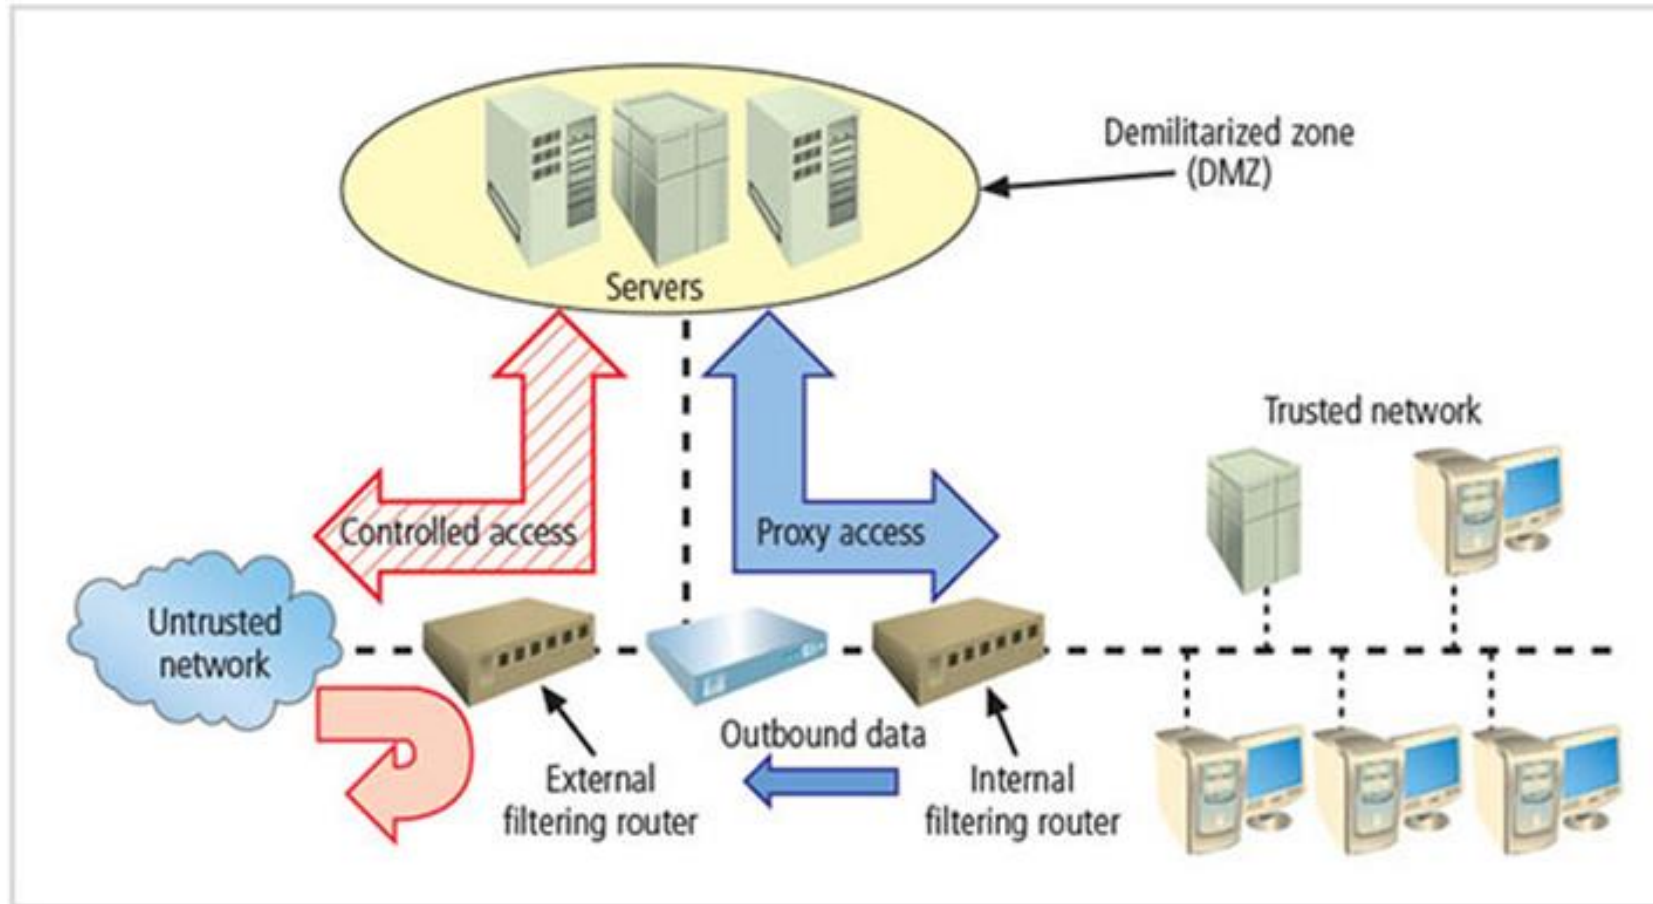 Demilitarized zone
(DMZ)
Servers
Trusted network
Controlled access
Proxy access
Untrusted
network
Outbound data
External
filtering router
Internal
filtering router